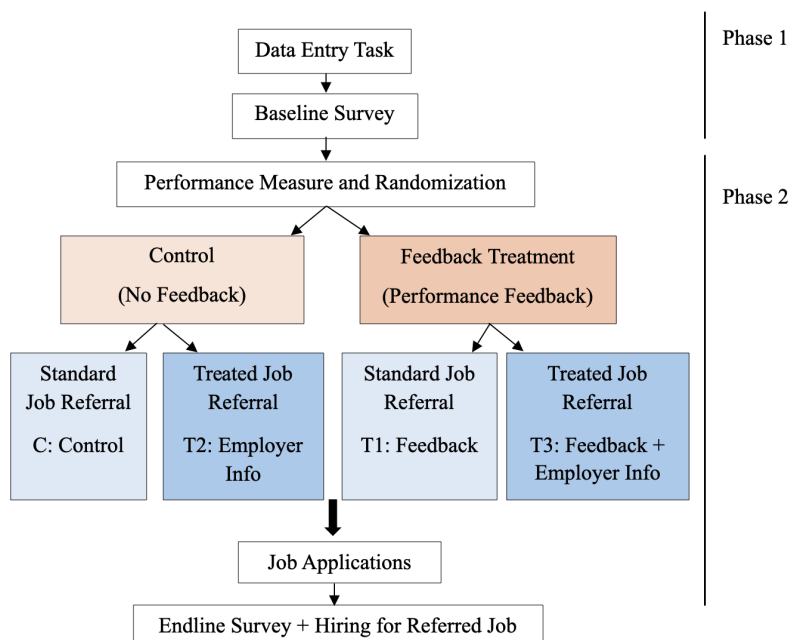 Phase 1
Data Entry Task
Baseline Survey
Performance Measure and Randomization
Phase 2
Control
(No Feedback)
Feedback Treatment
(Performance Feedback)
Standard
Job Referral
C: Control
Treated Job
Referral
T2: Employer
Info
Standard Job
Referral
T1: Feedback
Treated Job
Referral
T3: Feedback +
Employer Info
Job Applications
Endline Survey + Hiring for Referred Job